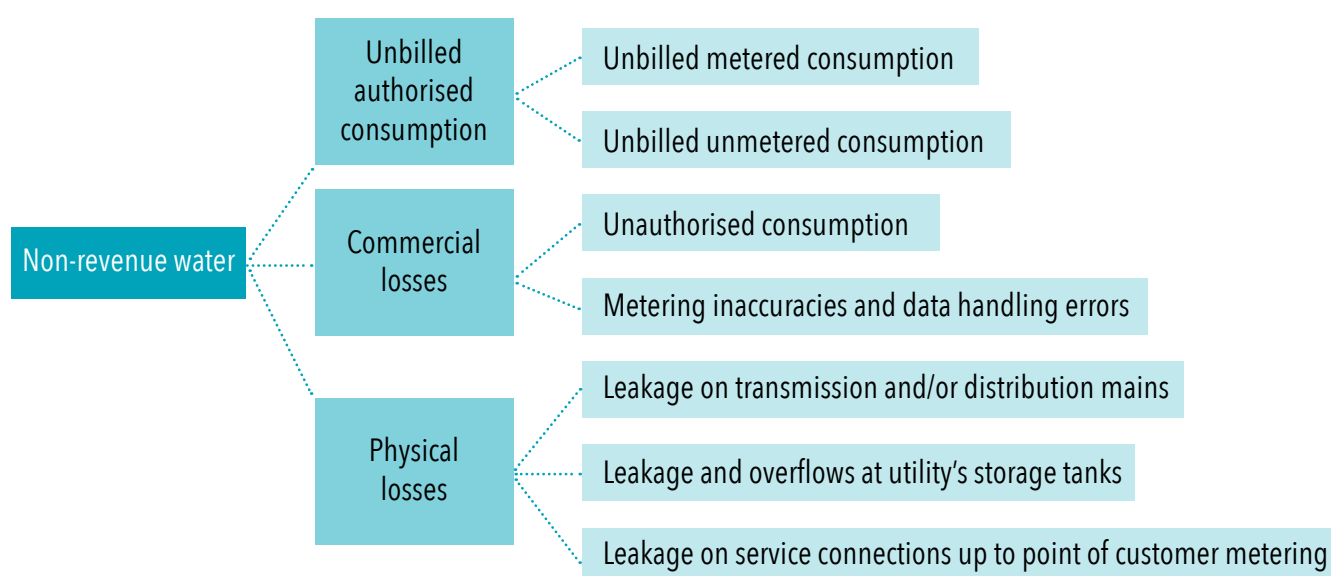 Non-revenue water
Unbilled
authorised
consumption
Unbilled metered consumption
Unbilled unmetered consumption
Commercial
losses
Unauthorised consumption
Metering inaccuracies and data handling errors
Physical
losses
Leakage on transmission and/or distribution mains
Leakage and overflows at utility’s storage tanks
Leakage on service connections up to point of customer metering